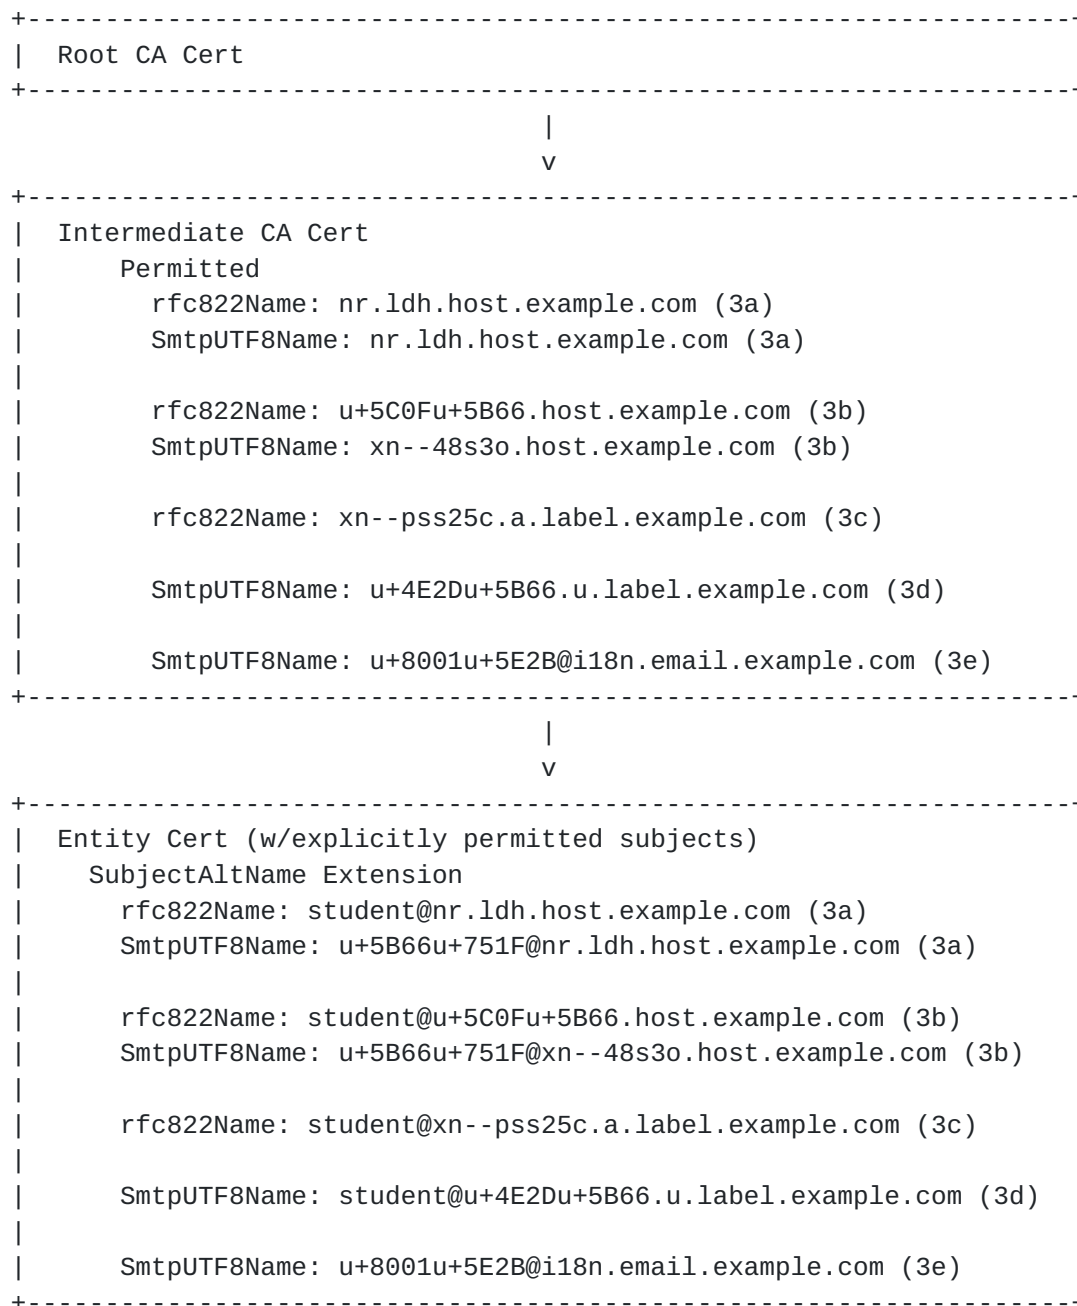 +-------------------------------------------------------------------+
|  Root CA Cert
+-------------------------------------------------------------------+
|
v
+-------------------------------------------------------------------+
|  Intermediate CA Cert
|      Permitted
|        rfc822Name: nr.ldh.host.example.com (3a)
|        SmtpUTF8Name: nr.ldh.host.example.com (3a)
|
|        rfc822Name: u+5C0Fu+5B66.host.example.com (3b)
|        SmtpUTF8Name: xn--48s3o.host.example.com (3b)
|
|        rfc822Name: xn--pss25c.a.label.example.com (3c)
|
|        SmtpUTF8Name: u+4E2Du+5B66.u.label.example.com (3d)
|
|        SmtpUTF8Name: u+8001u+5E2B@i18n.email.example.com (3e)
+-------------------------------------------------------------------+
|
v
+-------------------------------------------------------------------+
|  Entity Cert (w/explicitly permitted subjects)
|    SubjectAltName Extension
|      rfc822Name: student@nr.ldh.host.example.com (3a)
|      SmtpUTF8Name: u+5B66u+751F@nr.ldh.host.example.com (3a)
|
|      rfc822Name: student@u+5C0Fu+5B66.host.example.com (3b)
|      SmtpUTF8Name: u+5B66u+751F@xn--48s3o.host.example.com (3b)
|
|      rfc822Name: student@xn--pss25c.a.label.example.com (3c)
|
|      SmtpUTF8Name: student@u+4E2Du+5B66.u.label.example.com (3d)
|
|      SmtpUTF8Name: u+8001u+5E2B@i18n.email.example.com (3e)
+-------------------------------------------------------------------+